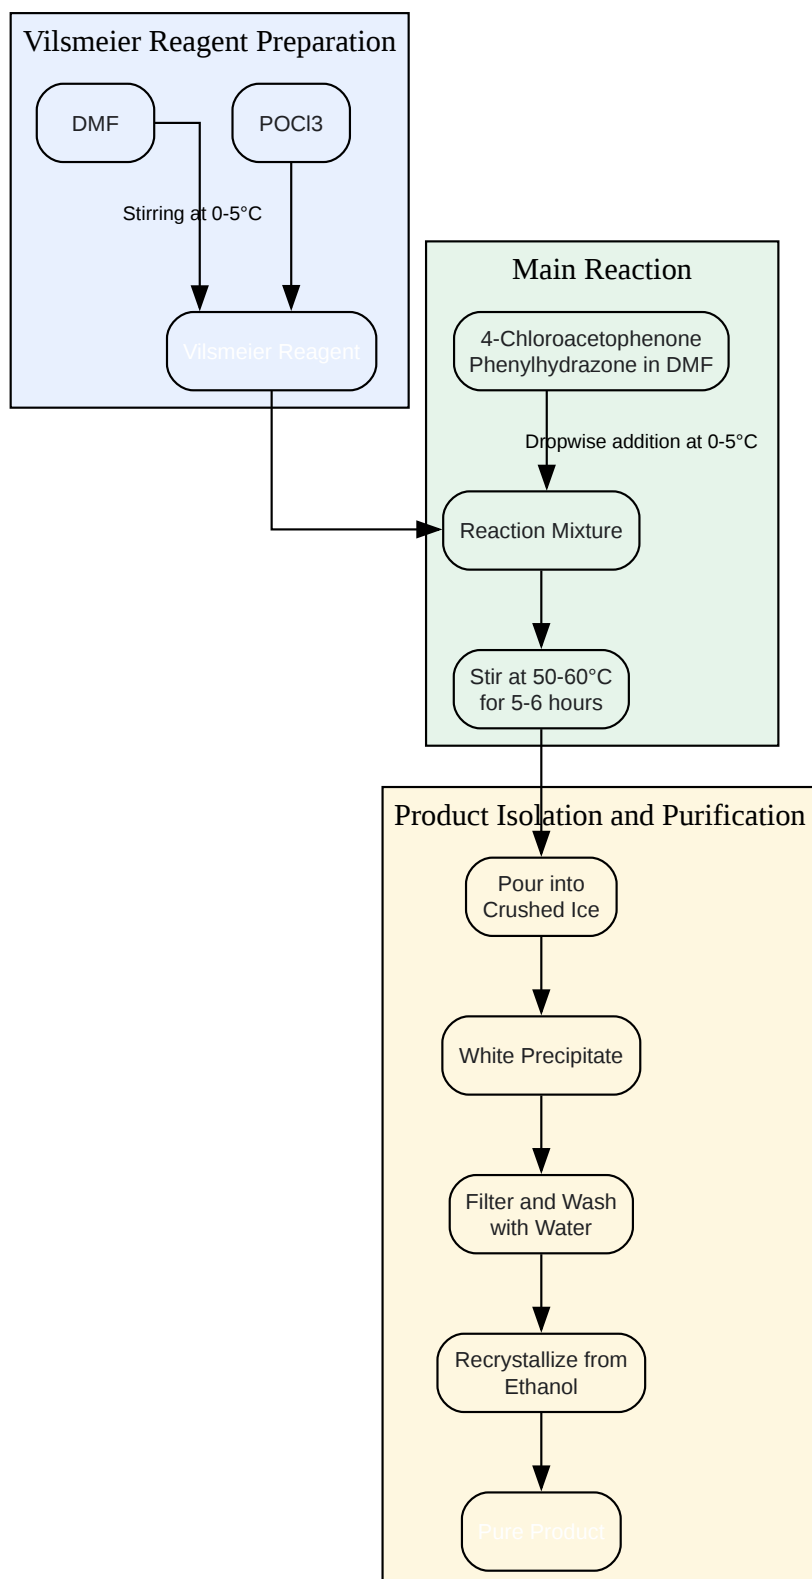 Vilsmeier Reagent Preparation
DMF
POCl3
Stirring at 0-5°C
Vilsmeier Reagent
Main Reaction
4-Chloroacetophenone
Phenylhydrazone in DMF
Dropwise addition at 0-5°C
Reaction Mixture
Stir at 50-60°C
for 5-6 hours
Product Isolation and Purification
Pour into
Crushed Ice
White Precipitate
Filter and Wash
with Water
Recrystallize from
Ethanol
Pure Product